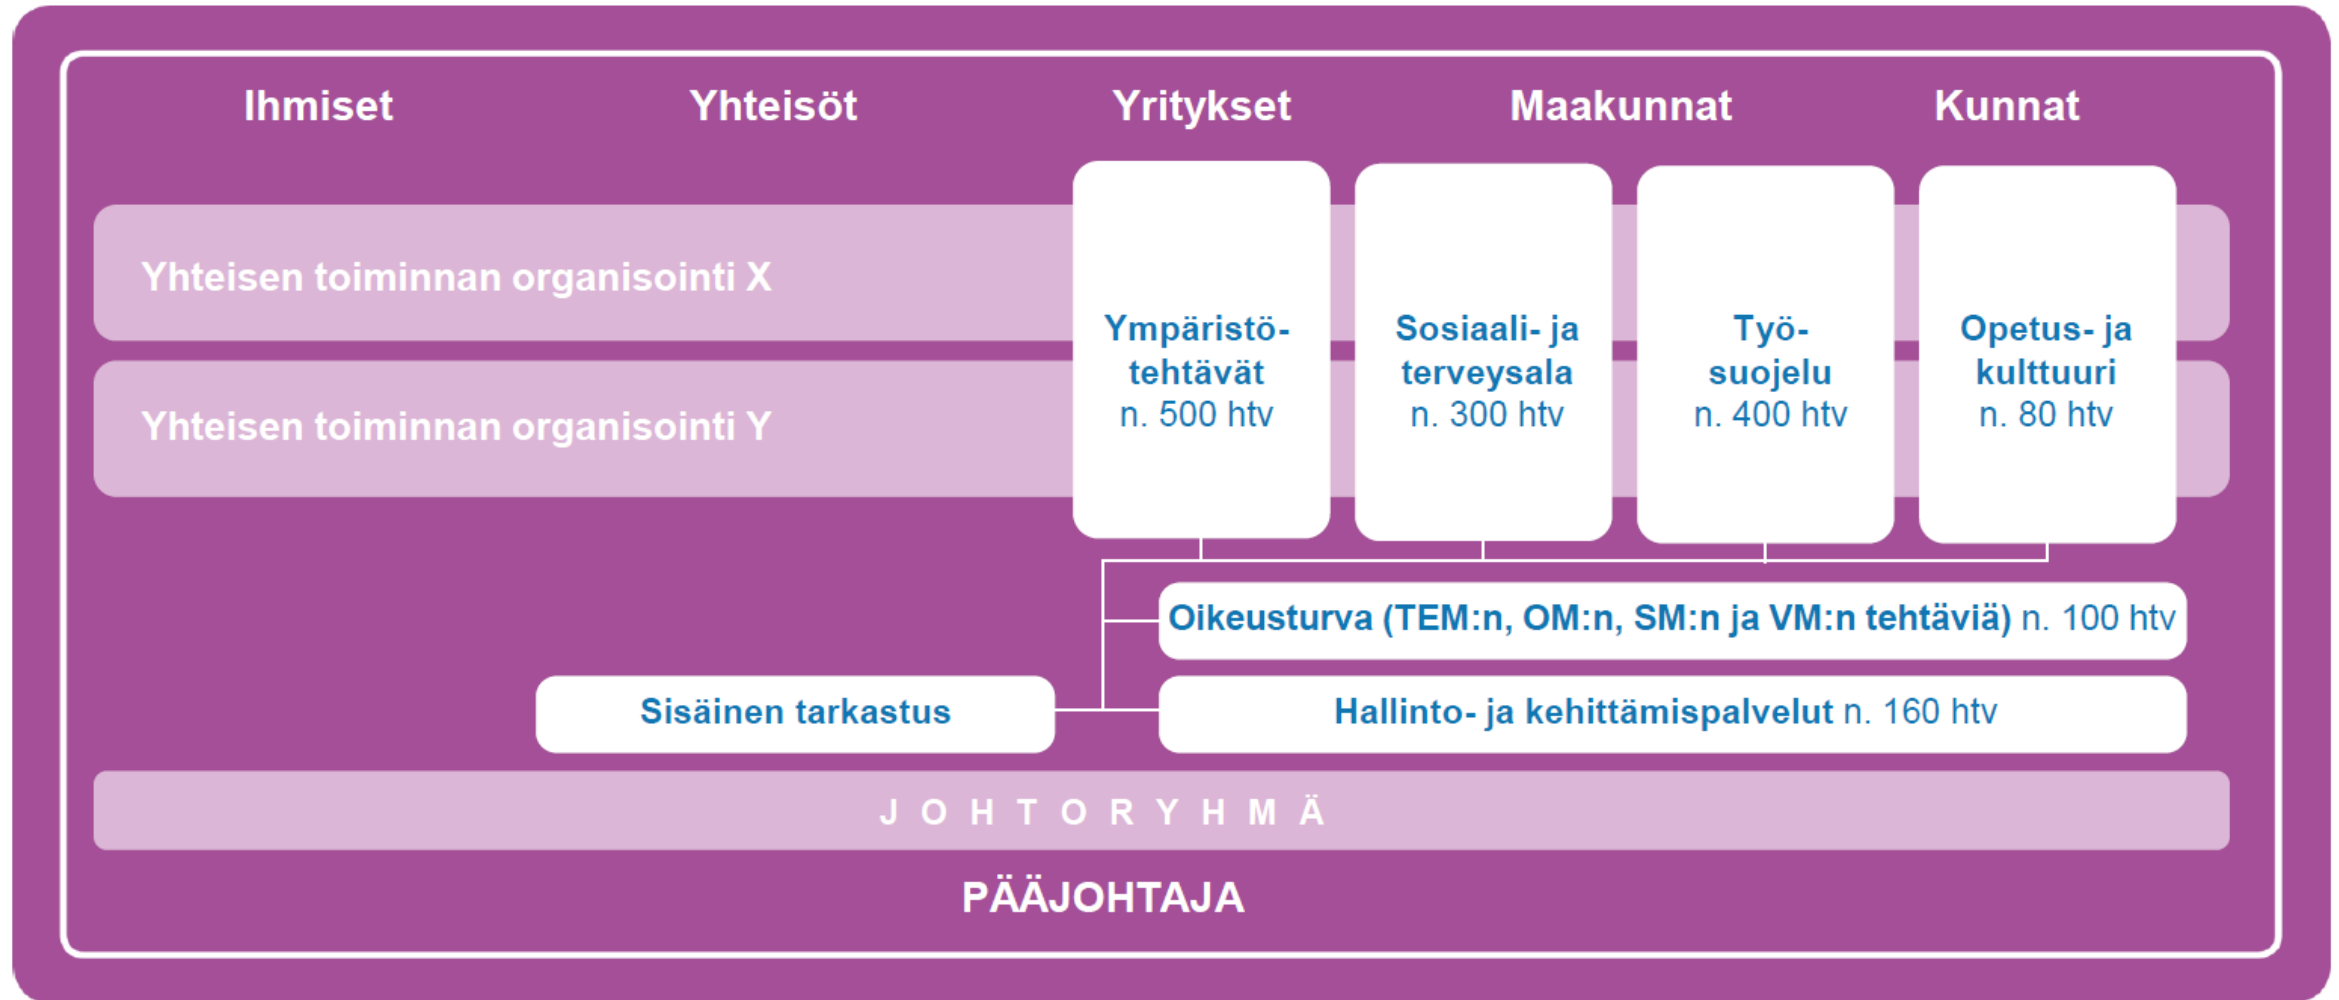 Ihmiset Yhteisöt Yritykset Maakunnat Kunnat
Yhteisen toiminnan organisointi X
Yhteisen toiminnan organisointi Y
Ympäristö-
tehtävät
n. 500 htv
Sosiaali- ja
terveysala
n. 300 htv
Työ-
suojelu
n. 400 htv
Opetus- ja
kulttuuri
n. 80 htv
Oikeusturva (TEM:n, OM:n, SM:n ja VM:n tehtäviä) n. 100 htv
Sisäinen tarkastus
Hallinto- ja kehittämispalvelut n. 160 htv
J O H T O R Y H M Ä
PÄÄJOHTAJA